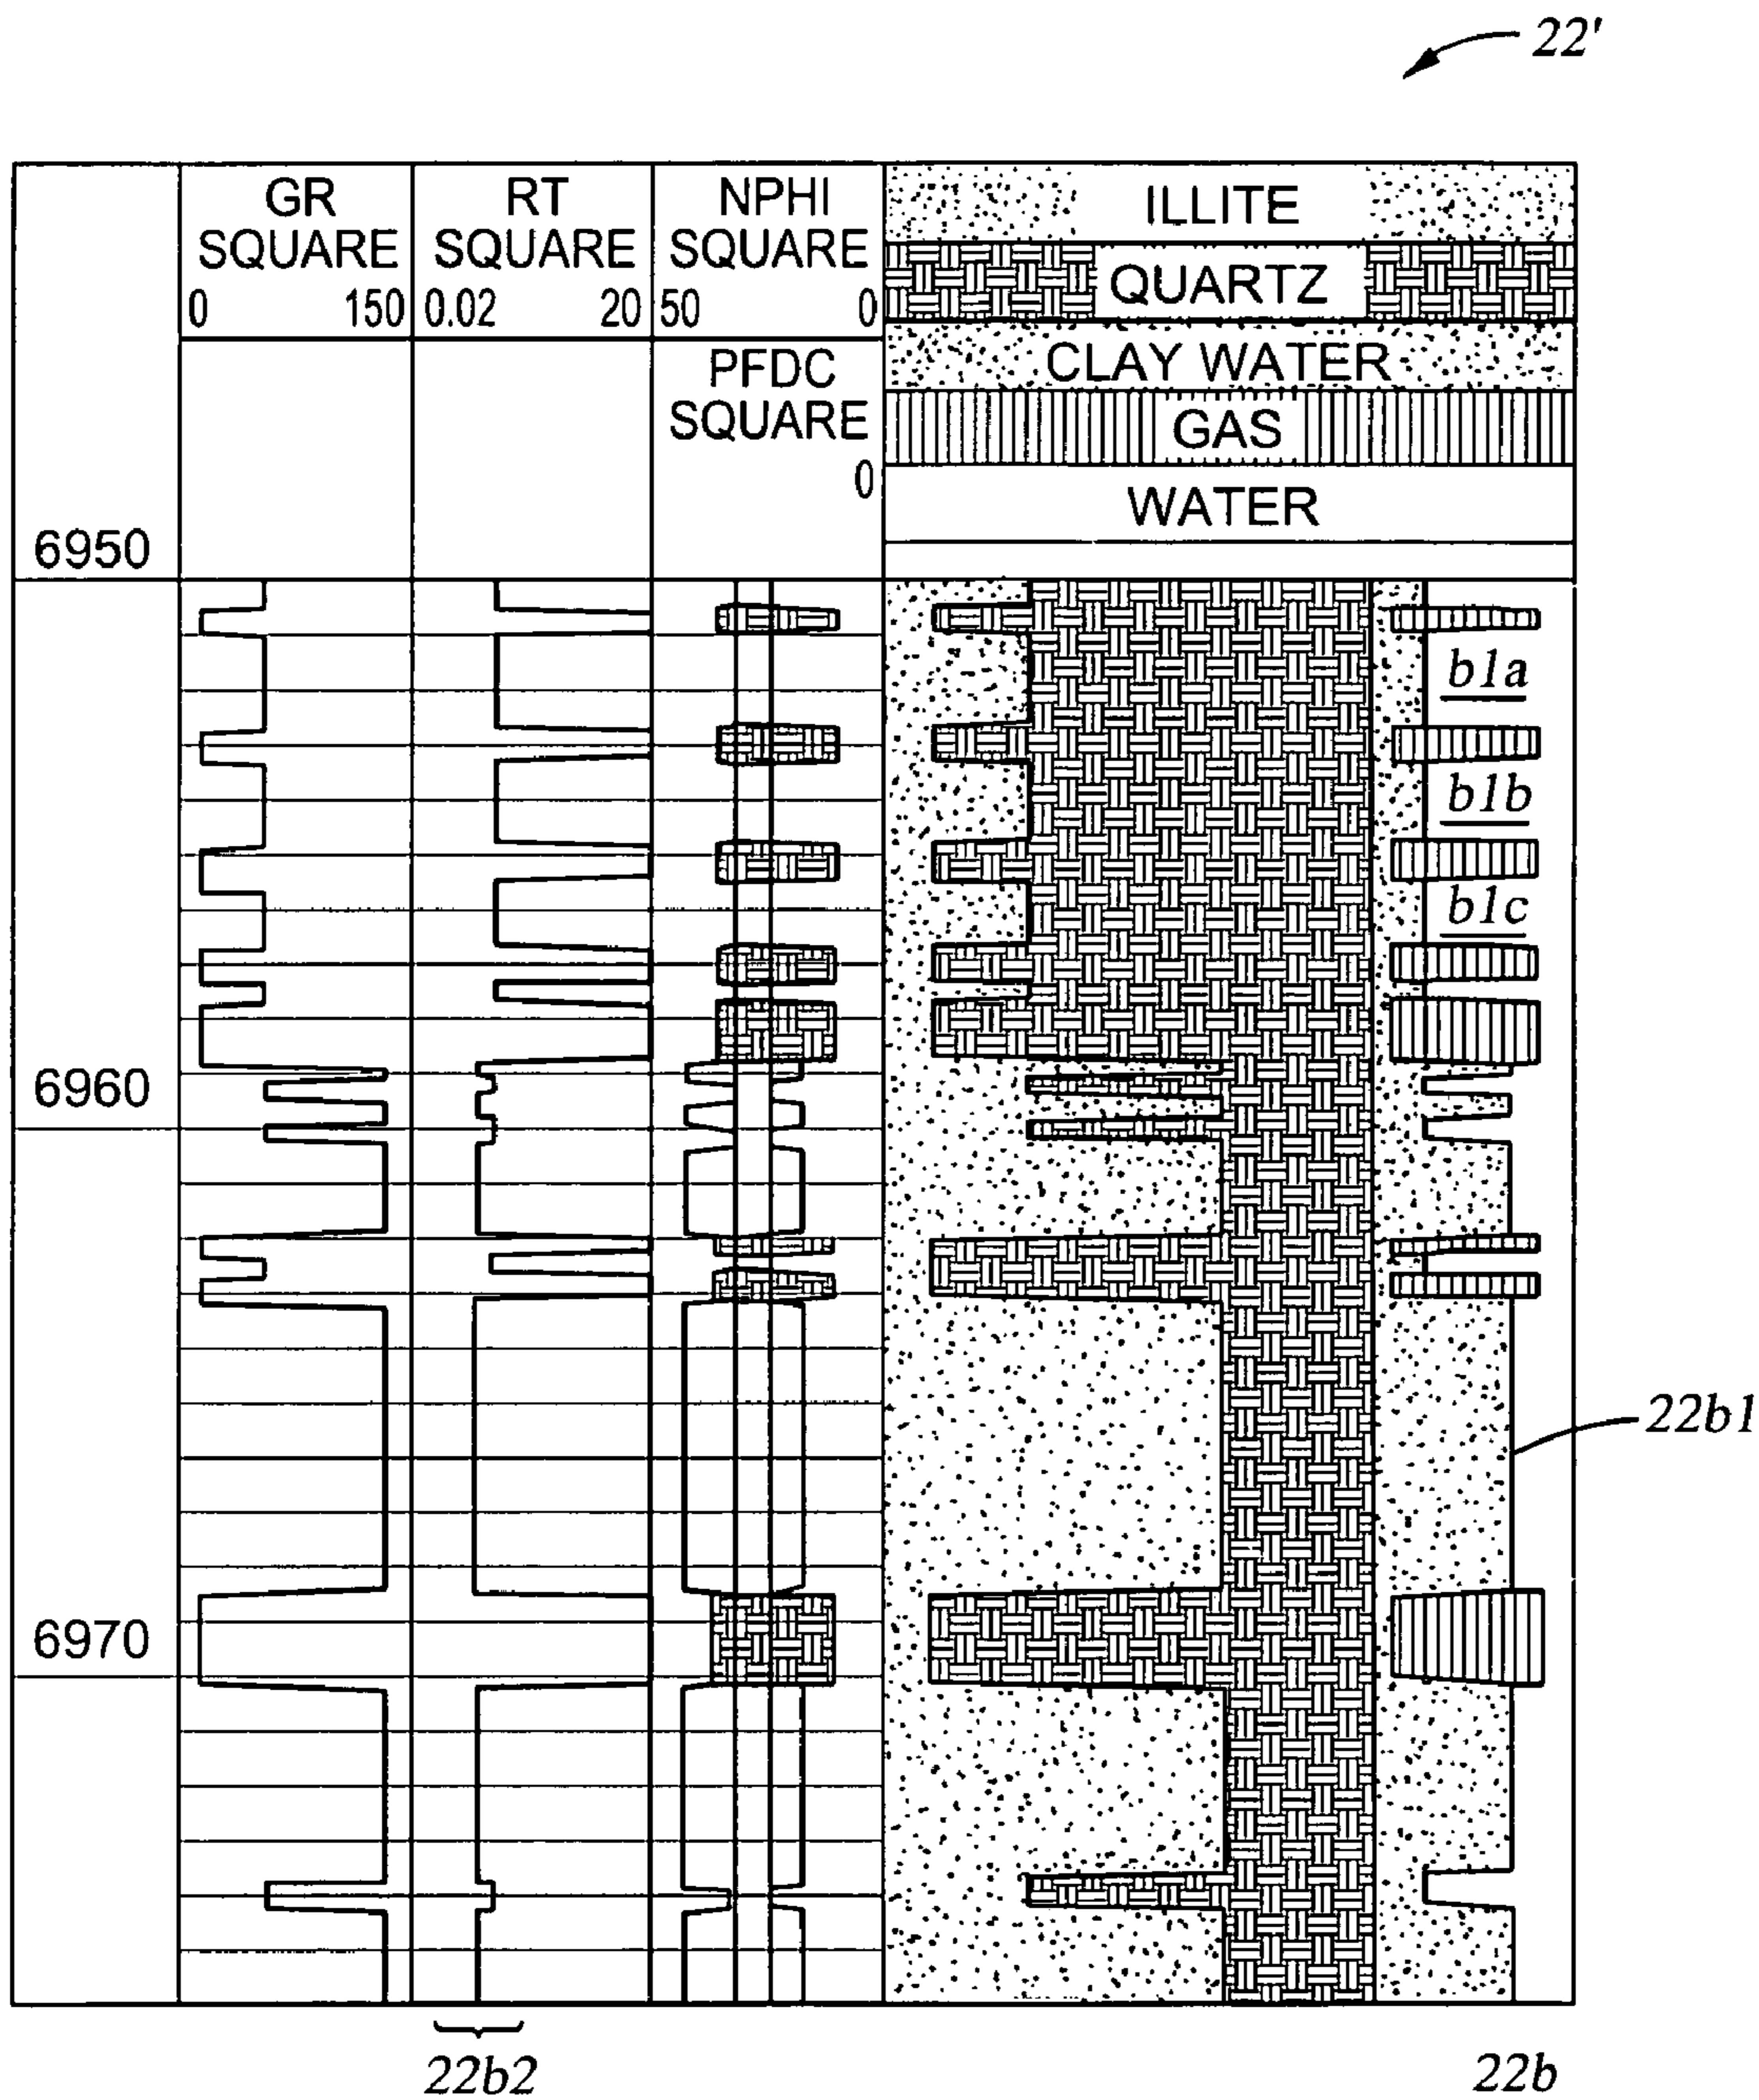 22'
GR
SQUARE
0 150
RT
SQUARE
0.02 20
NPHI
SQUARE
50 0
PFDC
SQUARE
0
ILLITE
QUARTZ
CLAY WATER
GAS
WATER
6950
b1a
b1b
b1c
6960
22b1
6970
22b2
22b